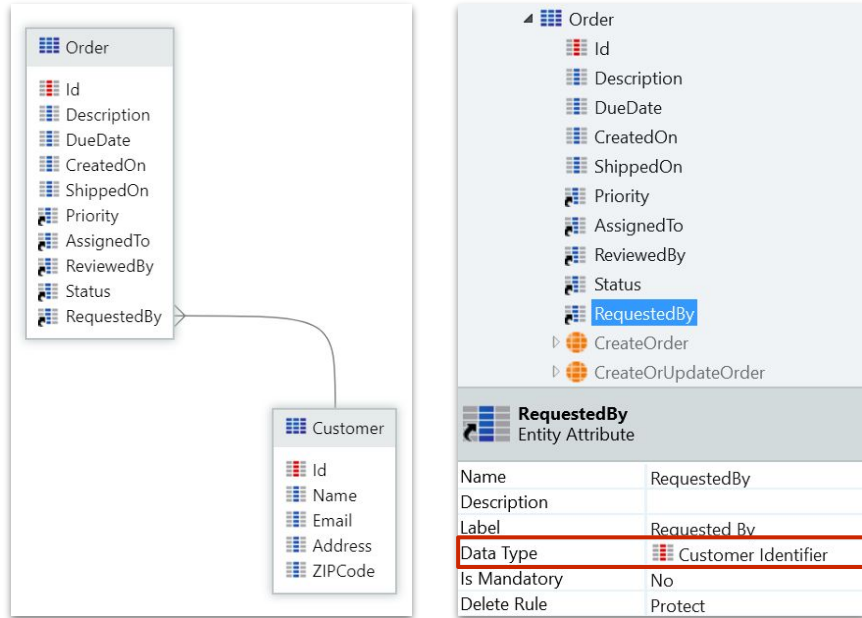 Order
Id
Description
DueDate
CreatedOn
ShippedOn
Priority
AssignedTo
ReviewedBy
Status
RequestedBy
Customer
Id
Name
Email
Address
ZIPCode
Order
Id
Description
DueDate
CreatedOn
ShippedOn
Priority
AssignedTo
ReviewedBy
Status
RequestedBy
CreateOrder
CreateOrUpdateOrder
RequestedBy
Entity Attribute
Name RequestedBy
Description
Label Requested By
Data Type Customer Identifier
Is Mandatory No
Delete Rule Protect